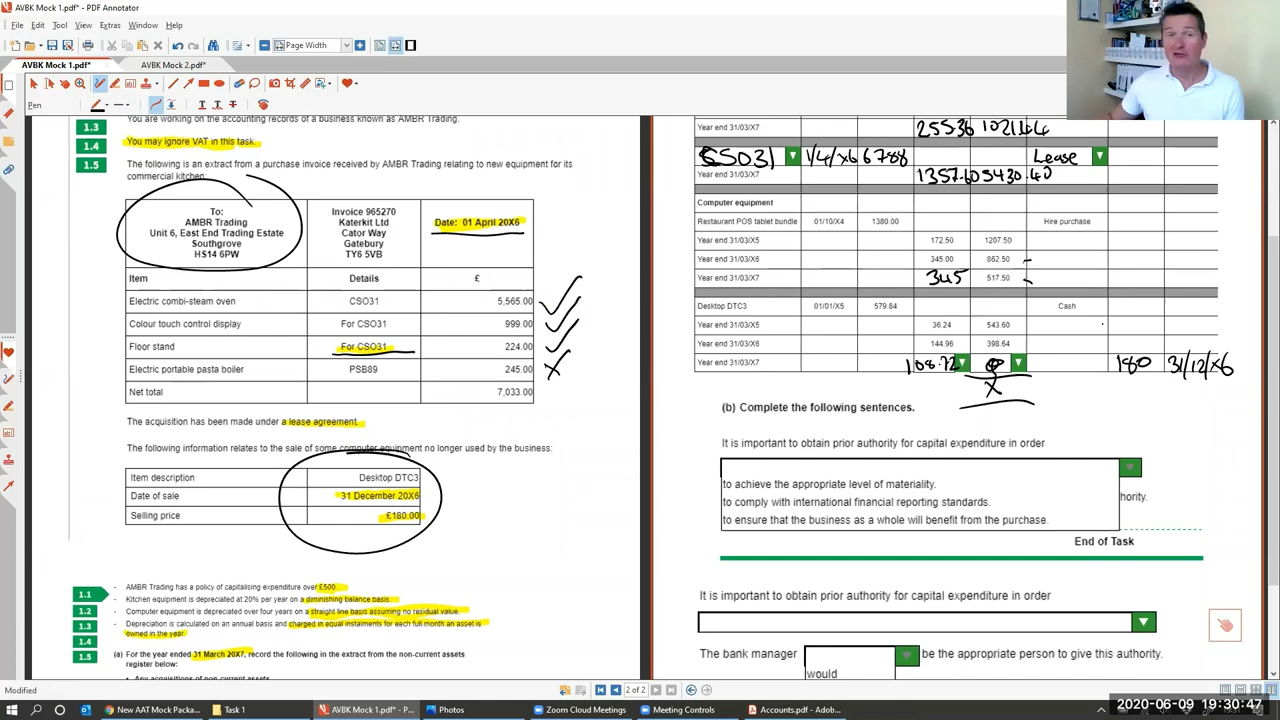 AVBK Mock 1.pdf* - PDF Annotator
File Edit Tool View Extras Window Help
Page Width
AVBK Mock 1.pdf* AVBK Mock 2.pdf*
Pen
1.3
1.4
1.5
You are working on the accounting records of a business known as AMBR Trading.
You may ignore VAT in this task.
The following is an extract from a purchase invoice received by AMBR Trading relating to new equipment for its
commercial kitchen:
To:
AMBR Trading
Unit 6, East End Trading Estate
Southgrove
HS14 6PW
Invoice 965270
Katerkit Ltd
Cator Way
Gatebury
TY6 5VB
Date: 01 April 20X6
Item Details £
Electric combi-steam oven CSO31 5,565.00
Colour touch control display For CSO31 999.00
Floor stand For CSO31 224.00
Electric portable pasta boiler PSB89 245.00
Net total 7,033.00
The acquisition has been made under a lease agreement.
The following information relates to the sale of some computer equipment no longer used by the business:
Item description Desktop DTC3
Date of sale 31 December 20X6
Selling price £180.00
1.1
1.2
1.3
1.4
1.5
- AMBR Trading has a policy of capitalising expenditure over £500.
- Kitchen equipment is depreciated at 20% per year on a diminishing balance basis.
- Computer equipment is depreciated over four years on a straight line basis assuming no residual value.
- Depreciation is calculated on an annual basis and charged in equal instalments for each full month an asset is
owned in the year.
(a) For the year ended 31 March 20X7, record the following in the extract from the non-current assets
register below:
• Any acquisitions of non-current assets
Year end 31/03/X7 25536 102144
CSO31 1/4/X6 6788 Lease
Year end 31/03/X7 1357.60 5430.40
Computer equipment
Restaurant POS tablet bundle 01/10/X4 1380.00 Hire purchase
Year end 31/03/X5 172.50 1207.50
Year end 31/03/X6 345.00 862.50
Year end 31/03/X7 345 517.50
Desktop DTC3 01/01/X5 579.84 Cash
Year end 31/03/X5 36.24 543.60
Year end 31/03/X6 144.96 398.64
Year end 31/03/X7 108.72 0 180 31/12/X6
X
(b) Complete the following sentences.
It is important to obtain prior authority for capital expenditure in order
to achieve the appropriate level of materiality.
to comply with international financial reporting standards.
to ensure that the business as a whole will benefit from the purchase.
hority.
End of Task
It is important to obtain prior authority for capital expenditure in order
The bank manager be the appropriate person to give this authority.
would
Modified
2 of 2
New AAT Mock Packa... Task 1 AVBK Mock 1.pdf* - P... Photos Zoom Cloud Meetings Meeting Controls Accounts.pdf - Adob...
2020-06-09 19:30:47